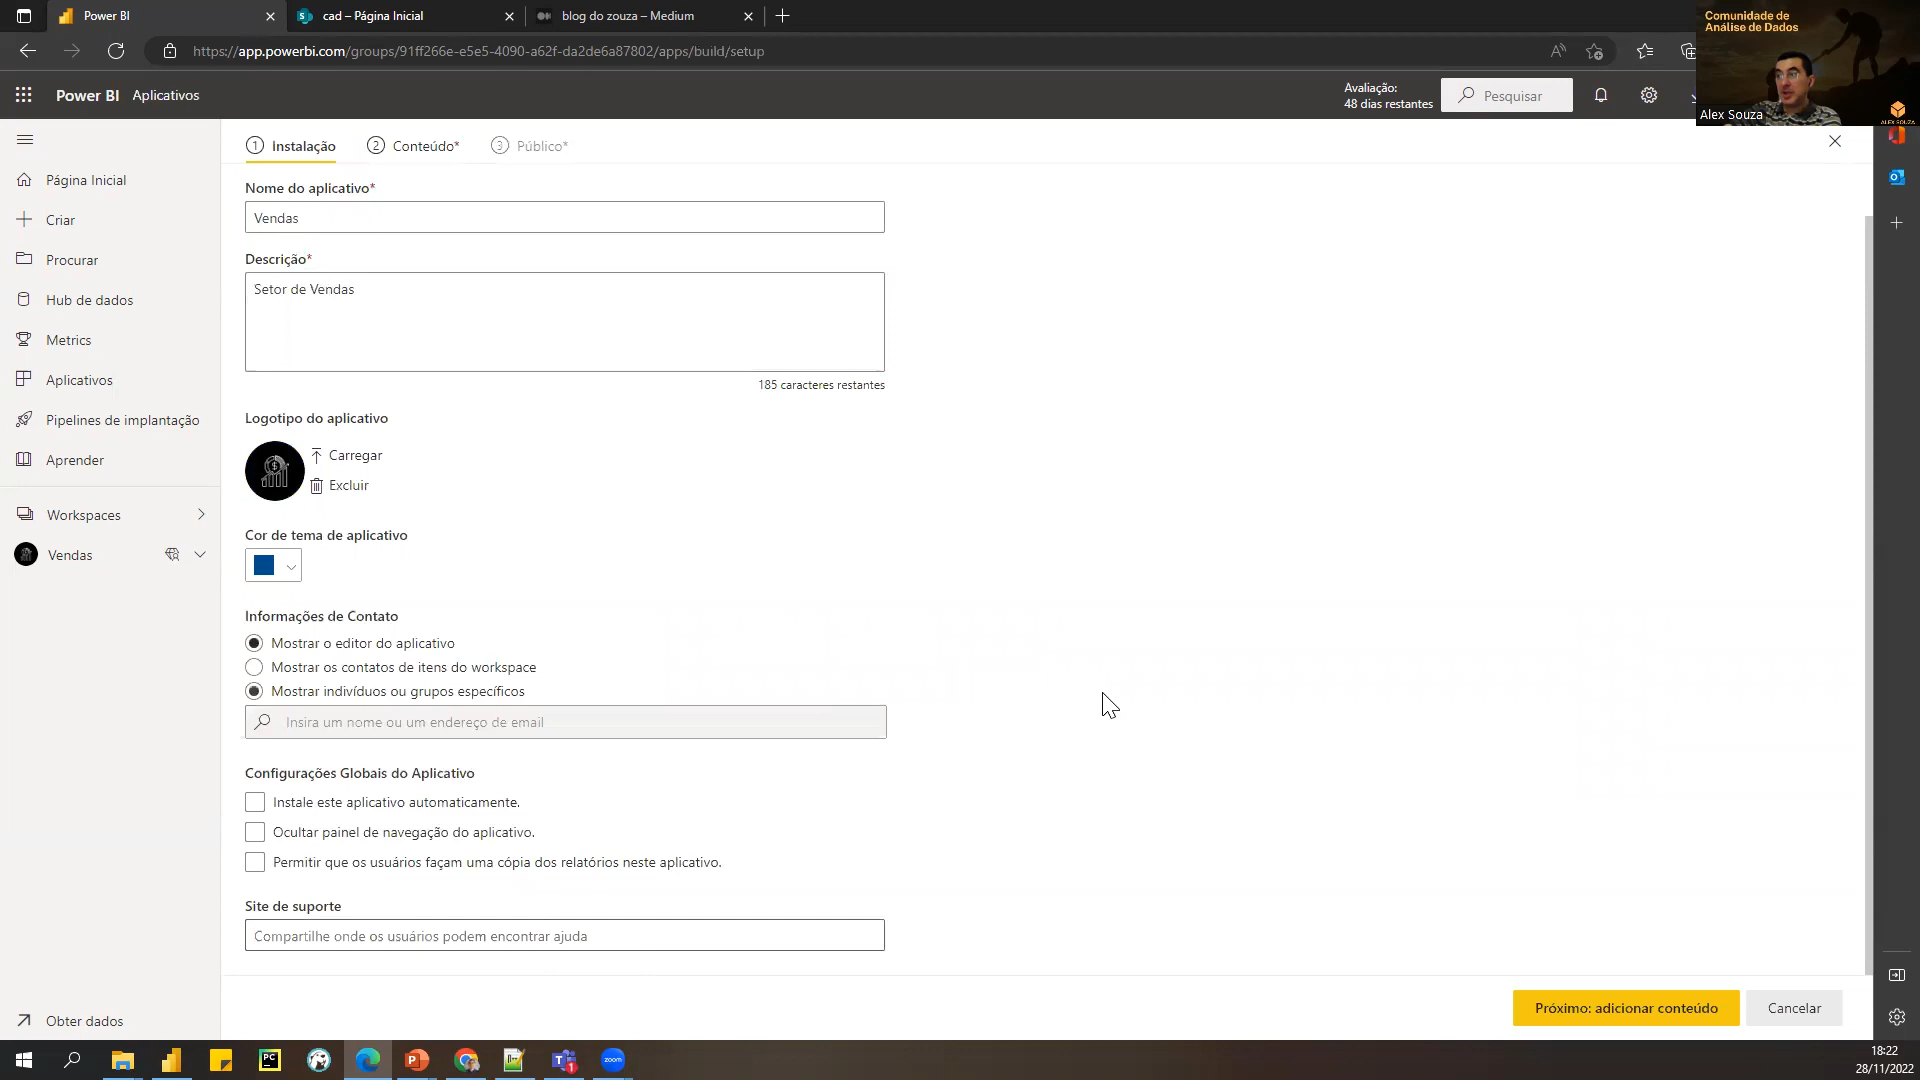 Power BI
cad – Página Inicial
blog do zouza – Medium
https://app.powerbi.com/groups/91ff266e-e5e5-4090-a62f-da2de6a87802/apps/build/setup
Comunidade de
Análise de Dados
Alex Souza
ALEX SOUZA
Power BI Aplicativos
Avaliação:
48 dias restantes
Pesquisar
Página Inicial
Criar
Procurar
Hub de dados
Metrics
Aplicativos
Pipelines de implantação
Aprender
Workspaces
Vendas
Obter dados
1 Instalação
2 Conteúdo*
3 Público*
Nome do aplicativo*
Vendas
Descrição*
Setor de Vendas
185 caracteres restantes
Logotipo do aplicativo
Carregar
Excluir
Cor de tema de aplicativo
Informações de Contato
Mostrar o editor do aplicativo
Mostrar os contatos de itens do workspace
Mostrar indivíduos ou grupos específicos
Insira um nome ou um endereço de email
Configurações Globais do Aplicativo
Instale este aplicativo automaticamente.
Ocultar painel de navegação do aplicativo.
Permitir que os usuários façam uma cópia dos relatórios neste aplicativo.
Site de suporte
Compartilhe onde os usuários podem encontrar ajuda
Próximo: adicionar conteúdo
Cancelar
PC
zoom
18:22
28/11/2022